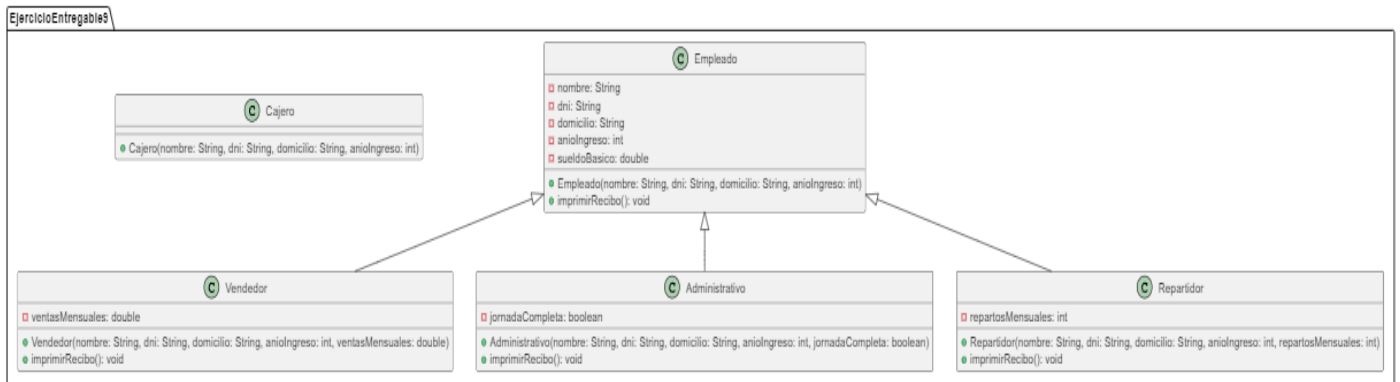 EjercicioEntregable9
C Empleado
nombre: String
dni: String
domicilio: String
anioIngreso: int
sueldoBasico: double
Empleado(nombre: String, dni: String, domicilio: String, anioIngreso: int)
imprimirRecibo(): void
C Cajero
Cajero(nombre: String, dni: String, domicilio: String, anioIngreso: int)
C Vendedor
ventasMensuales: double
Vendedor(nombre: String, dni: String, domicilio: String, anioIngreso: int, ventasMensuales: double)
imprimirRecibo(): void
C Administrativo
jornadaCompleta: boolean
Administrativo(nombre: String, dni: String, domicilio: String, anioIngreso: int, jornadaCompleta: boolean)
imprimirRecibo(): void
C Repartidor
repartosMensuales: int
Repartidor(nombre: String, dni: String, domicilio: String, anioIngreso: int, repartosMensuales: int)
imprimirRecibo(): void